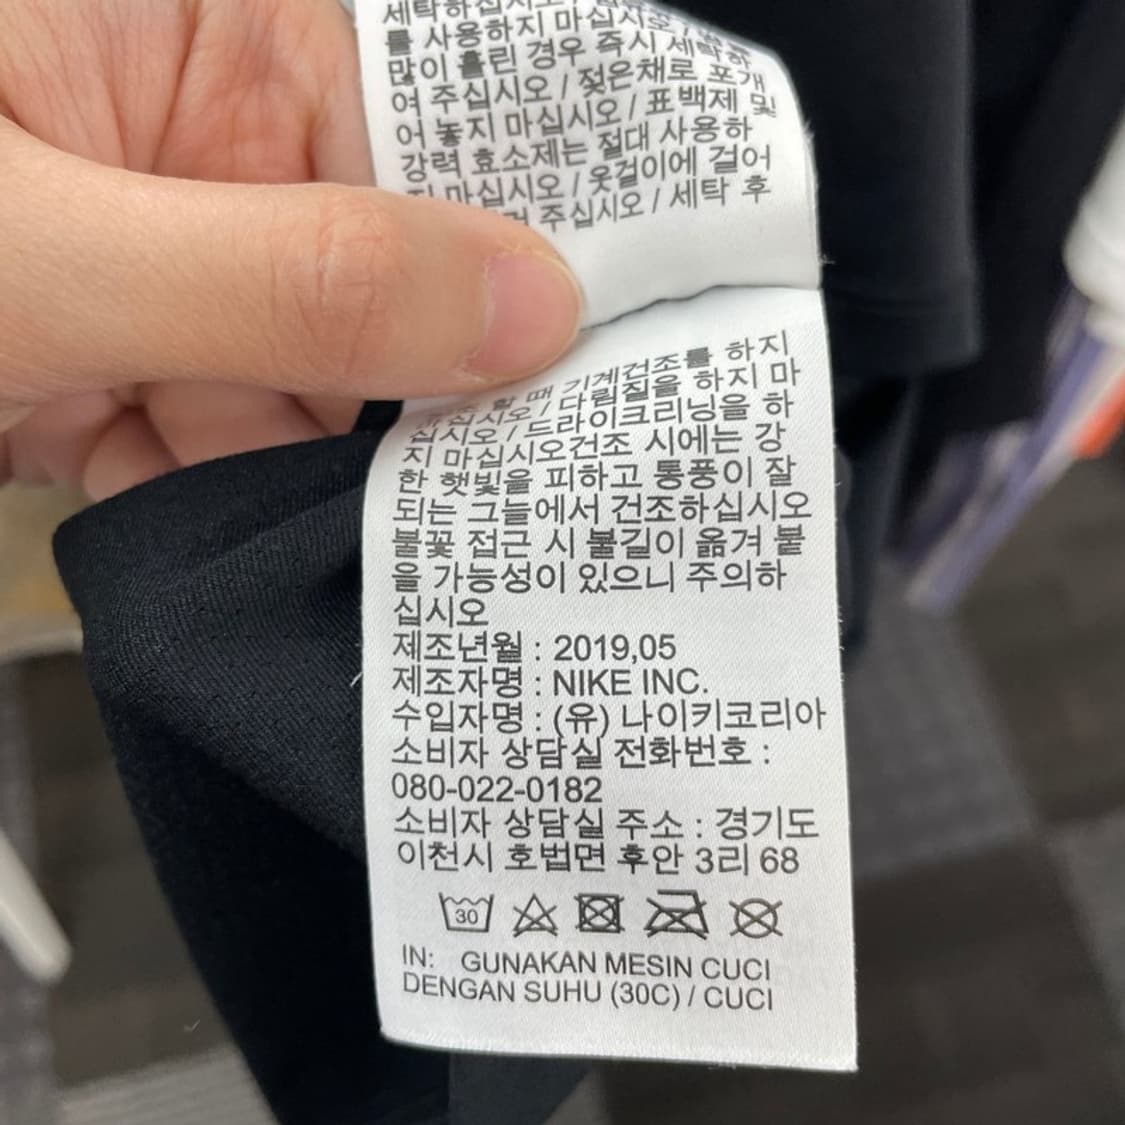 세탁하십시오 /
를 사용하지 마십시오 /
많이 흘린 경우 즉시 세탁하
여 주십시오 / 젖은채로 포개
어 놓지 마십시오 / 표백제 및
강력 효소제는 절대 사용하
지 마십시오 / 옷걸이에 걸어
주십시오 / 세탁 후
할 때 기계건조를 하지
십시오 / 다림질을 하지 마
십시오 / 드라이크리닝을 하
지 마십시오건조 시에는 강
한 햇빛을 피하고 통풍이 잘
되는 그늘에서 건조하십시오
불꽃 접근 시 불길이 옮겨 붙
을 가능성이 있으니 주의하
십시오
제조년월 : 2019,05
제조자명 : NIKE INC.
수입자명 : (유) 나이키코리아
소비자 상담실 전화번호 :
080-022-0182
소비자 상담실 주소 : 경기도
이천시 호법면 후안 3리 68
30
IN: GUNAKAN MESIN CUCI
DENGAN SUHU (30C) / CUCI